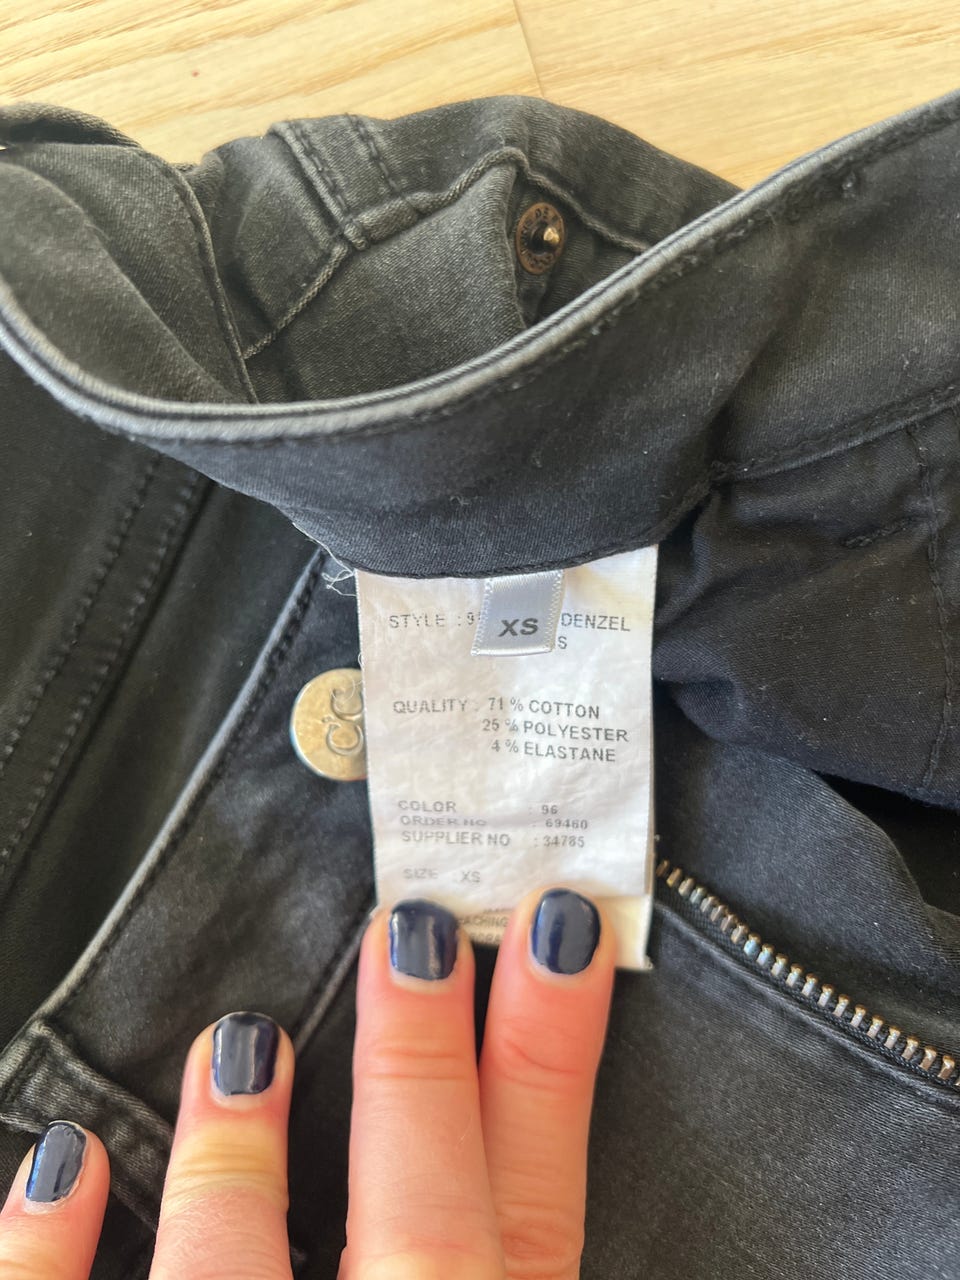 STYLE : 9 DENZEL
XS
S
QUALITY : 71 % COTTON
25 % POLYESTER
4 % ELASTANE
COLOR : 96
ORDER NO : 69460
SUPPLIER NO : 34785
SIZE : XS